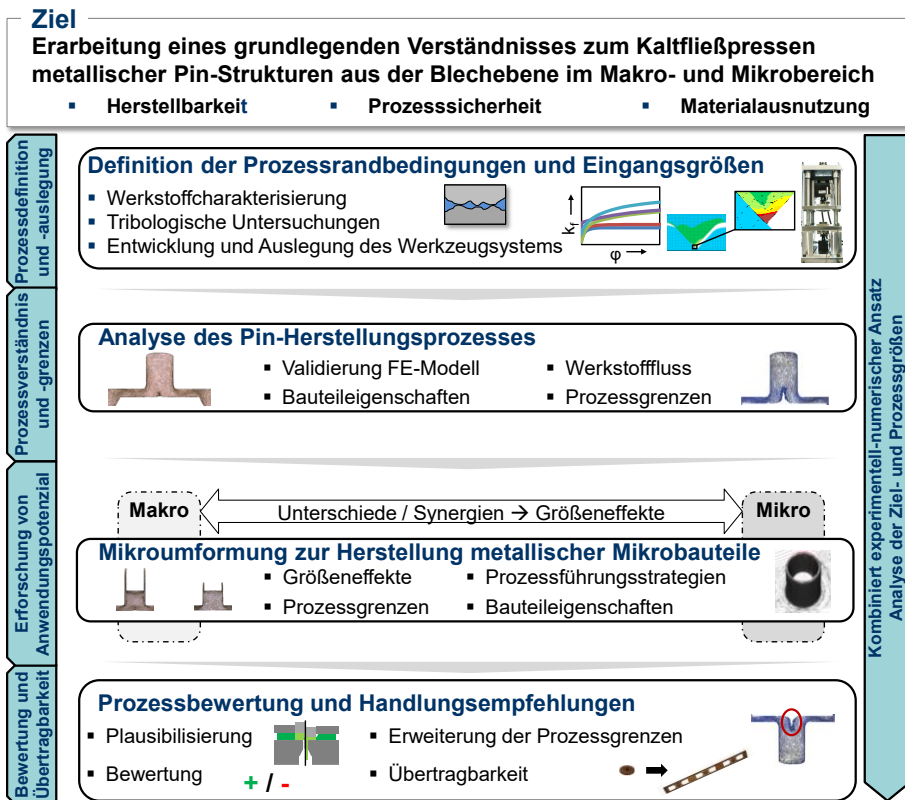 Ziel
Erarbeitung eines grundlegenden Verständnisses zum Kaltfließpressen
metallischer Pin-Strukturen aus der Blechebene im Makro- und Mikrobereich
▪ Herstellbarkeit ▪ Prozesssicherheit ▪ Materialausnutzung
Prozessdefinition
und -auslegung
Definition der Prozessrandbedingungen und Eingangsgrößen
▪ Werkstoffcharakterisierung
▪ Tribologische Untersuchungen
▪ Entwicklung und Auslegung des Werkzeugsystems
kf
φ
Prozessverständnis
und -grenzen
Analyse des Pin-Herstellungsprozesses
▪ Validierung FE-Modell ▪ Werkstofffluss
▪ Bauteileigenschaften ▪ Prozessgrenzen
Erforschung von
Anwendungspotenzial
Makro Unterschiede / Synergien → Größeneffekte Mikro
Mikroumformung zur Herstellung metallischer Mikrobauteile
▪ Größeneffekte ▪ Prozessführungsstrategien
▪ Prozessgrenzen ▪ Bauteileigenschaften
Bewertung und
Übertragbarkeit
Prozessbewertung und Handlungsempfehlungen
▪ Plausibilisierung ▪ Erweiterung der Prozessgrenzen
▪ Bewertung + / - ▪ Übertragbarkeit
Kombiniert experimentell-numerischer Ansatz
Analyse der Ziel- und Prozessgrößen